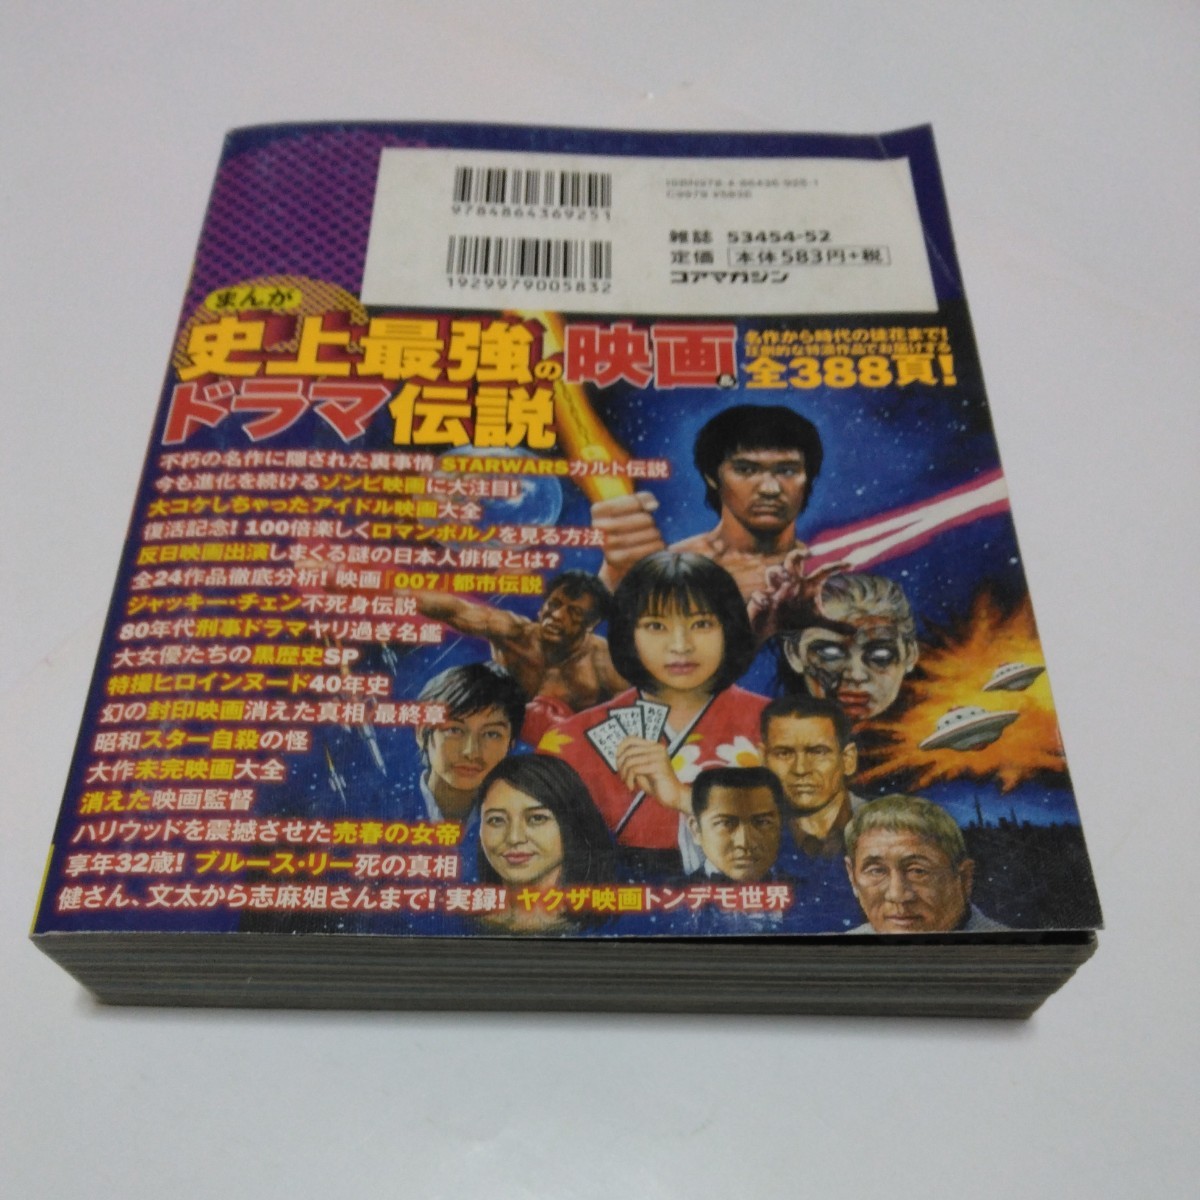 9784864369251
ISBN978-4-86436-925-1
C9979 ¥583E
1929979005832
雑誌 53454-52
定価 本体583円+税
コアマガジン
まんが
史上最強の映画&
ドラマ伝説
名作から時代の徒花まで!
圧倒的な特濃作品でお届けする
全388頁!
不朽の名作に隠された裏事情 STARWARSカルト伝説
今も進化を続けるゾンビ映画に大注目!
大コケしちゃったアイドル映画大全
復活記念! 100倍楽しくロマンポルノを見る方法
反日映画出演しまくる謎の日本人俳優とは?
全24作品徹底分析! 映画『007』都市伝説
ジャッキー・チェン不死身伝説
80年代刑事ドラマヤリ過ぎ名鑑
大女優たちの黒歴史SP
特撮ヒロインヌード40年史
幻の封印映画消えた真相 最終章
昭和スター自殺の怪
大作未完映画大全
消えた映画監督
ハリウッドを震撼させた売春の女帝
享年32歳! ブルース・リー死の真相
健さん、文太から志麻姐さんまで! 実録! ヤクザ映画トンデモ世界